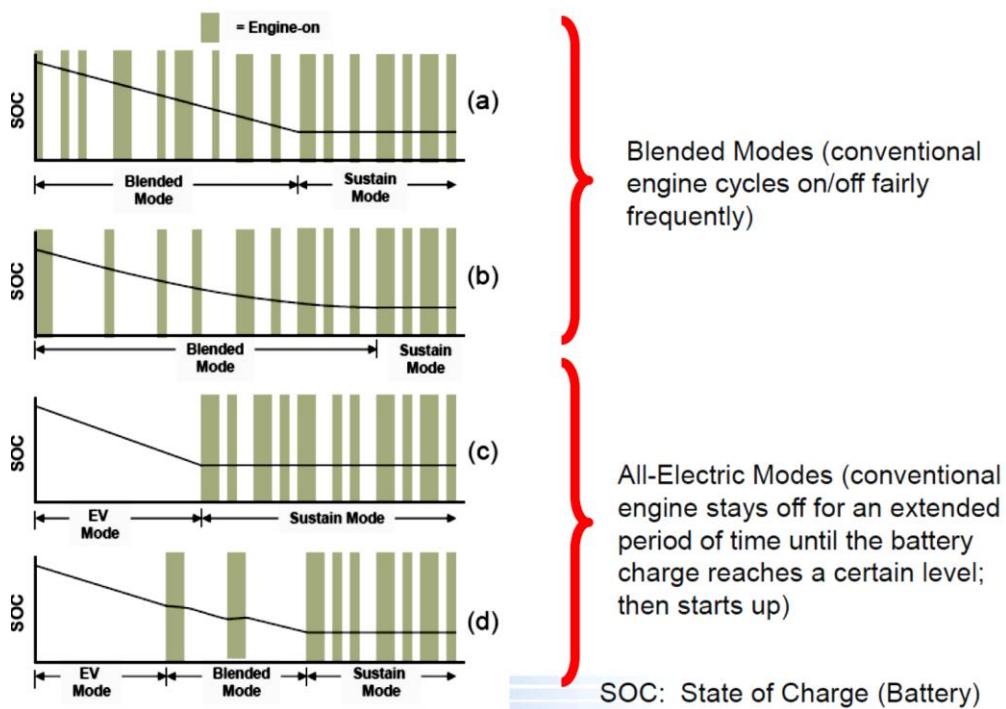 = Engine-on
SOC
(a)
Blended
Mode
Sustain
Mode
SOC
(b)
Blended
Mode
Sustain
Mode
Blended Modes (conventional
engine cycles on/off fairly
frequently)
SOC
(c)
EV
Mode
Sustain Mode
SOC
(d)
EV
Mode
Blended
Mode
Sustain
Mode
All-Electric Modes (conventional
engine stays off for an extended
period of time until the battery
charge reaches a certain level;
then starts up)
SOC: State of Charge (Battery)